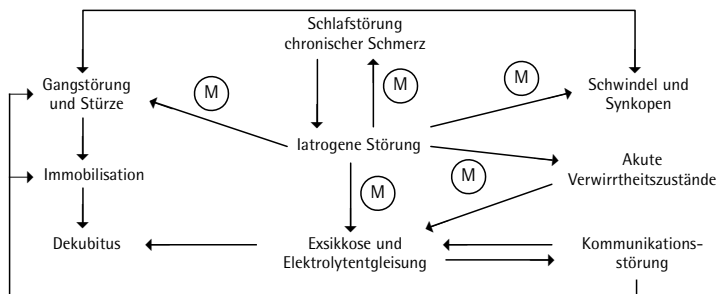 Schlafstörung
chronischer Schmerz
Gangstörung
und Stürze
M
M
M
Schwindel und
Synkopen
Iatrogene Störung
Immobilisation
M
M
Akute
Verwirrtheitszustände
Dekubitus
Exsikkose und
Elektrolytentgleisung
Kommunikations-
störung